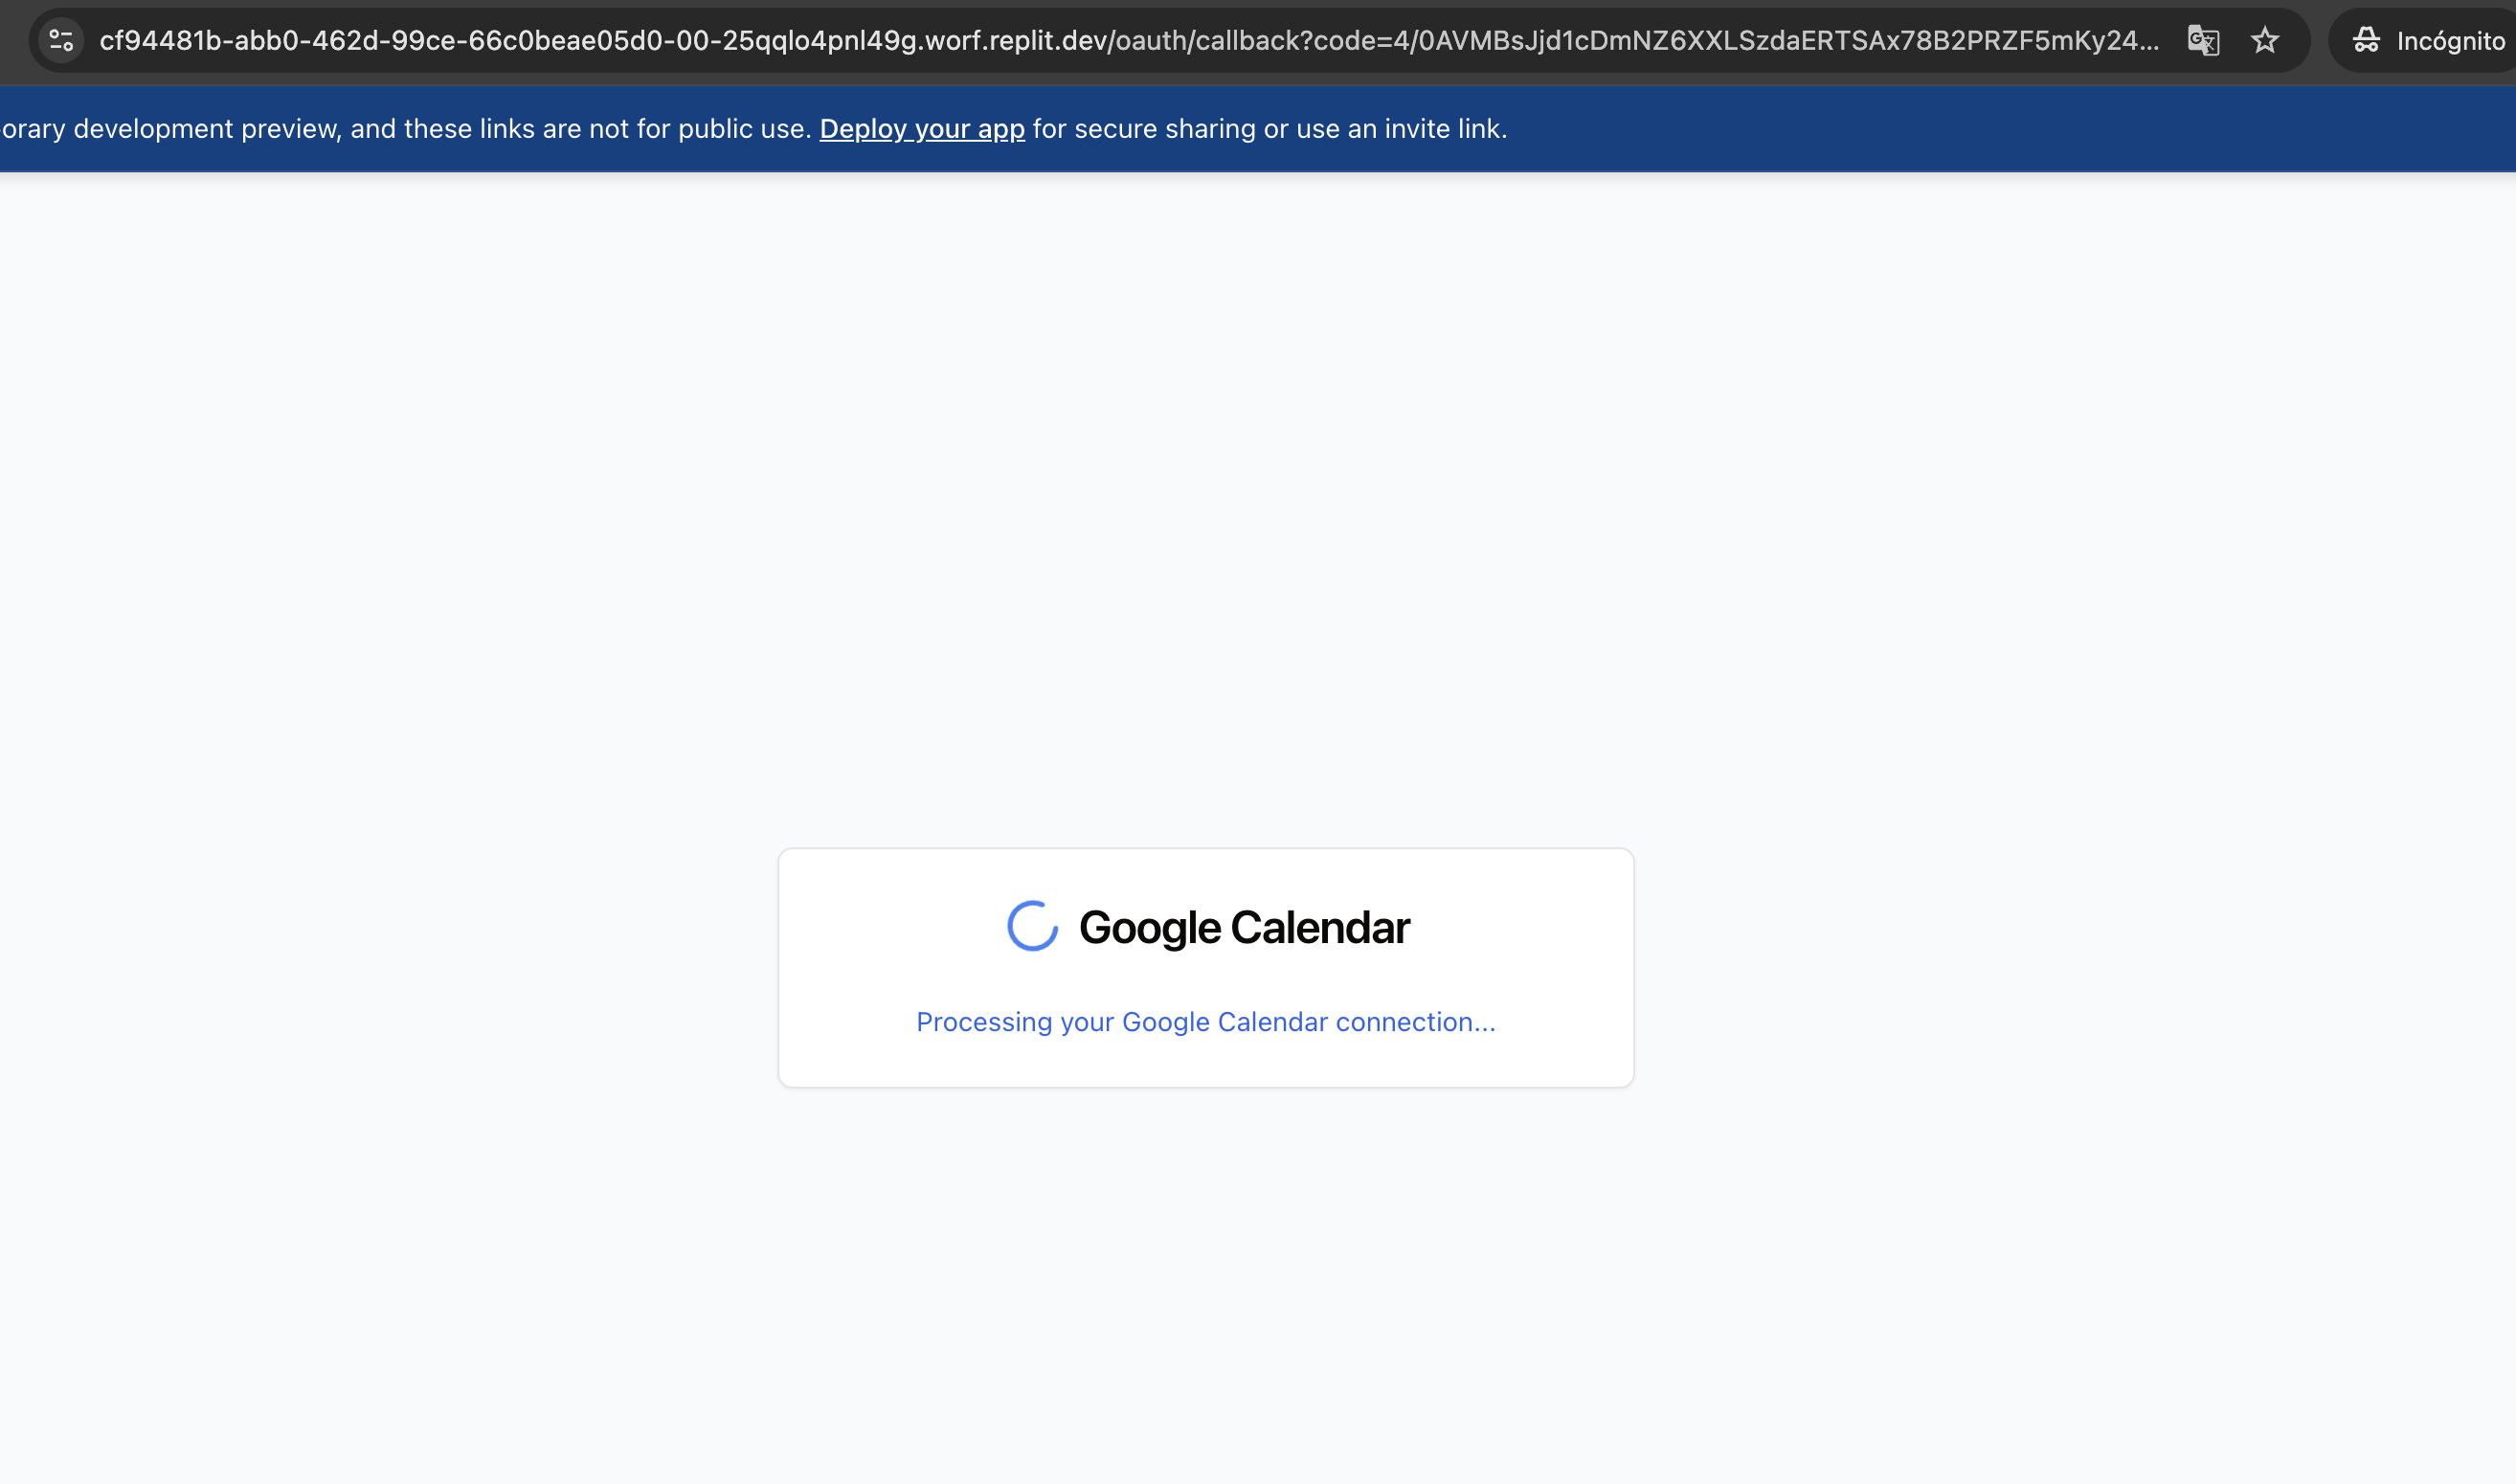 cf94481b-abb0-462d-99ce-66c0beae05d0-00-25qqlo4pnl49g.worf.replit.dev/oauth/callback?code=4/0AVMBsJjd1cDmNZ6XXLSzdaERTSAx78B2PRZF5mKy24... Incógnito
orary development preview, and these links are not for public use. Deploy your app for secure sharing or use an invite link.
Google Calendar
Processing your Google Calendar connection...